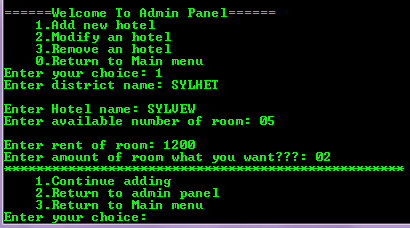 ======Welcome To Admin Panel======
1.Add new hotel
2.Modify an hotel
3.Remove an hotel
0.Return to Main menu
Enter your choice: 1
Enter district name: SYLHET
Enter Hotel name: SYLVEW
Enter available number of room: 05
Enter rent of room: 1200
Enter amount of room what you want???: 02
**************************************************
1.Continue adding
2.Return to admin panel
3.Return to Main menu
Enter your choice: